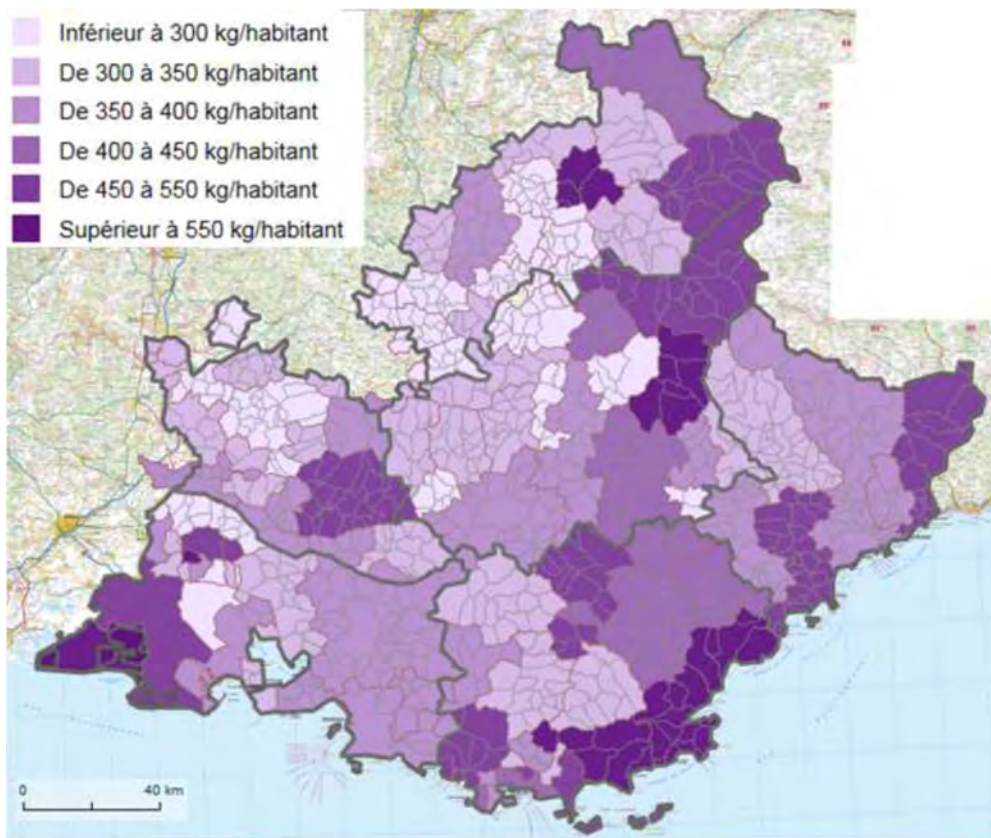 Inférieur à 300 kg/habitant
De 300 à 350 kg/habitant
De 350 à 400 kg/habitant
De 400 à 450 kg/habitant
De 450 à 550 kg/habitant
Supérieur à 550 kg/habitant
0 40 km